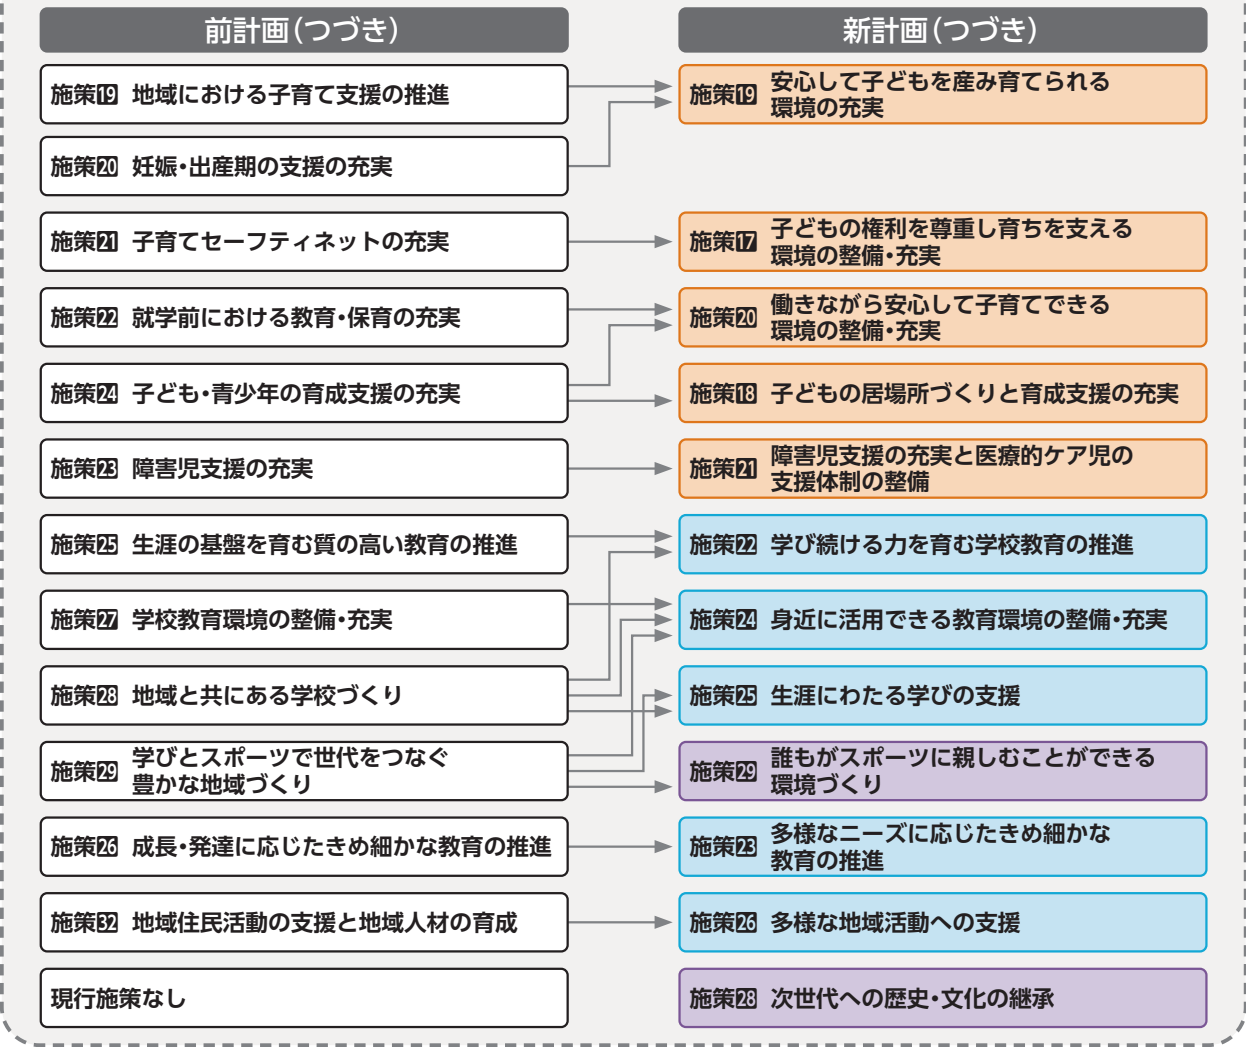 前計画(つづき)
新計画(つづき)
施策19 地域における子育て支援の推進
施策19 安心して子どもを産み育てられる
環境の充実
施策20 妊娠・出産期の支援の充実
施策21 子育てセーフティネットの充実
施策17 子どもの権利を尊重し育ちを支える
環境の整備・充実
施策22 就学前における教育・保育の充実
施策20 働きながら安心して子育てできる
環境の整備・充実
施策24 子ども・青少年の育成支援の充実
施策18 子どもの居場所づくりと育成支援の充実
施策23 障害児支援の充実
施策21 障害児支援の充実と医療的ケア児の
支援体制の整備
施策25 生涯の基盤を育む質の高い教育の推進
施策22 学び続ける力を育む学校教育の推進
施策27 学校教育環境の整備・充実
施策24 身近に活用できる教育環境の整備・充実
施策28 地域と共にある学校づくり
施策25 生涯にわたる学びの支援
施策29 学びとスポーツで世代をつなぐ
豊かな地域づくり
施策29 誰もがスポーツに親しむことができる
環境づくり
施策26 成長・発達に応じたきめ細かな教育の推進
施策23 多様なニーズに応じたきめ細かな
教育の推進
施策32 地域住民活動の支援と地域人材の育成
施策26 多様な地域活動への支援
現行施策なし
施策28 次世代への歴史・文化の継承